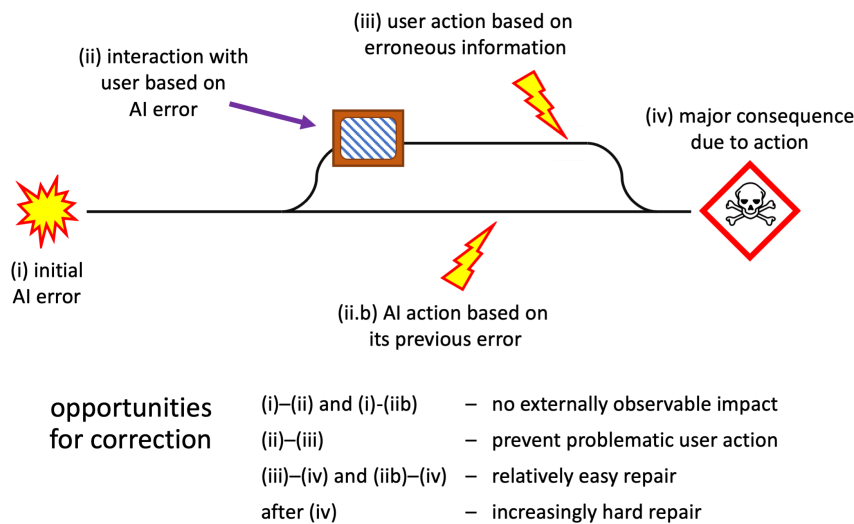 (iii) user action based on
erroneous information
(ii) interaction with
user based on
AI error
(iv) major consequence
due to action
(i) initial
AI error
(ii.b) AI action based on
its previous error
opportunities
for correction
(i)–(ii) and (i)-(iib) – no externally observable impact
(ii)–(iii) – prevent problematic user action
(iii)–(iv) and (iib)–(iv) – relatively easy repair
after (iv) – increasingly hard repair